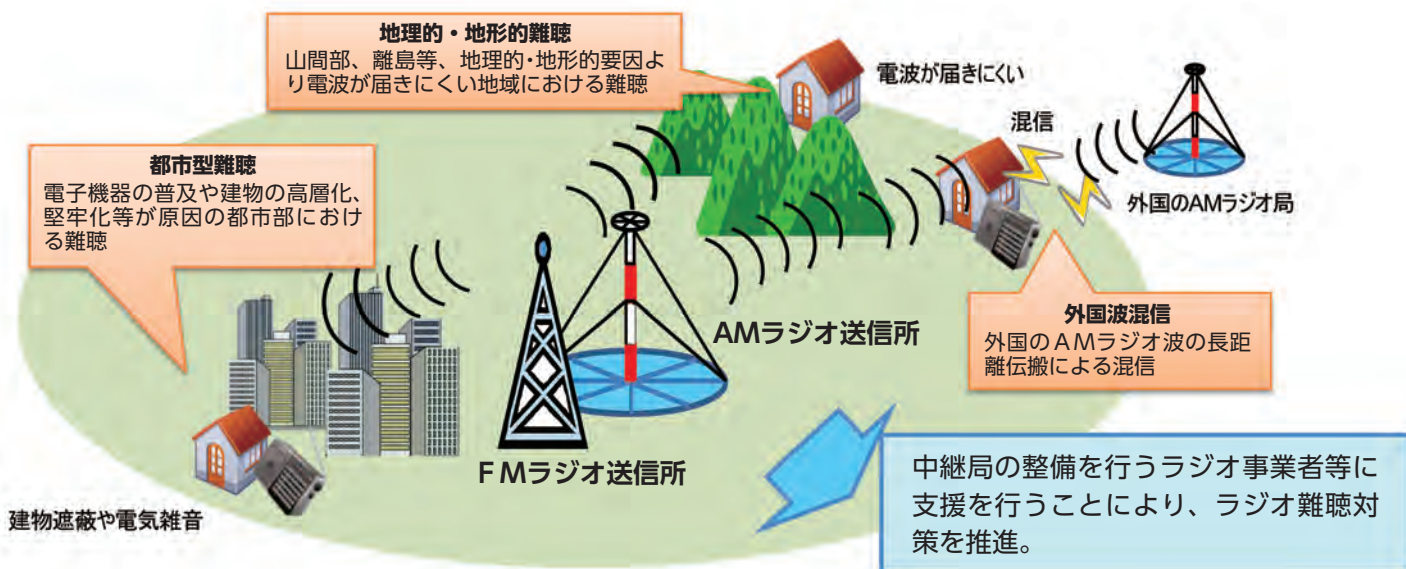 地理的・地形的難聴
山間部、離島等、地理的・地形的要因よ
り電波が届きにくい地域における難聴
電波が届きにくい
混信
外国のAMラジオ局
都市型難聴
電子機器の普及や建物の高層化、
堅牢化等が原因の都市部におけ
る難聴
外国波混信
外国のAMラジオ波の長距
離伝搬による混信
AMラジオ送信所
FMラジオ送信所
建物遮蔽や電気雑音
中継局の整備を行うラジオ事業者等に
支援を行うことにより、ラジオ難聴対
策を推進。